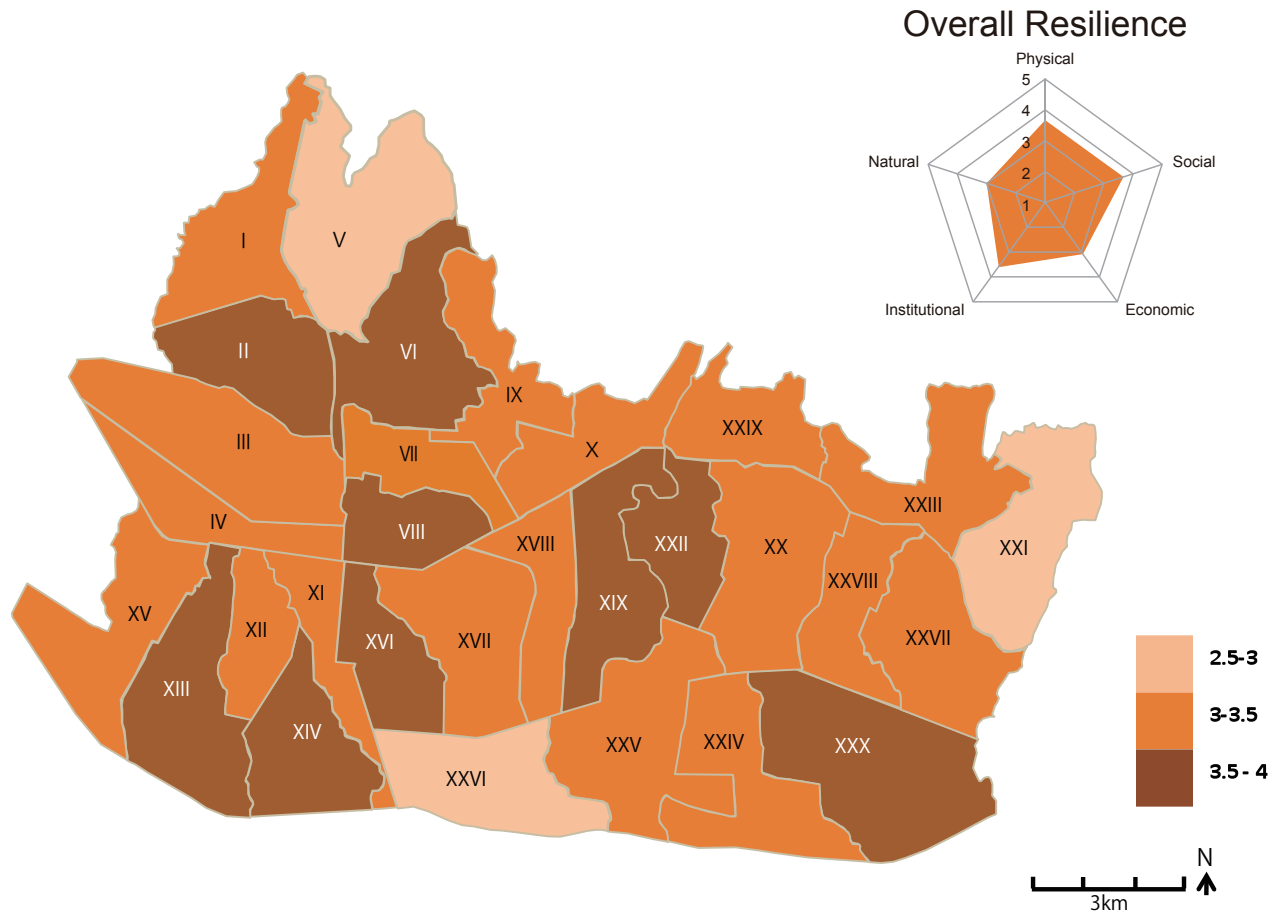 Overall Resilience
Physical
5
4
3
2
1
Natural
Social
Institutional
Economic
I
V
II
VI
IX
III
VII
X
XXIX
IV
VIII
XVIII
XXII
XX
XXIII
XXI
XV
XII
XI
XVI
XVII
XIX
XXVIII
XXVII
XIII
XIV
XXVI
XXV
XXIV
XXX
2.5-3
3-3.5
3.5 - 4
N
3km